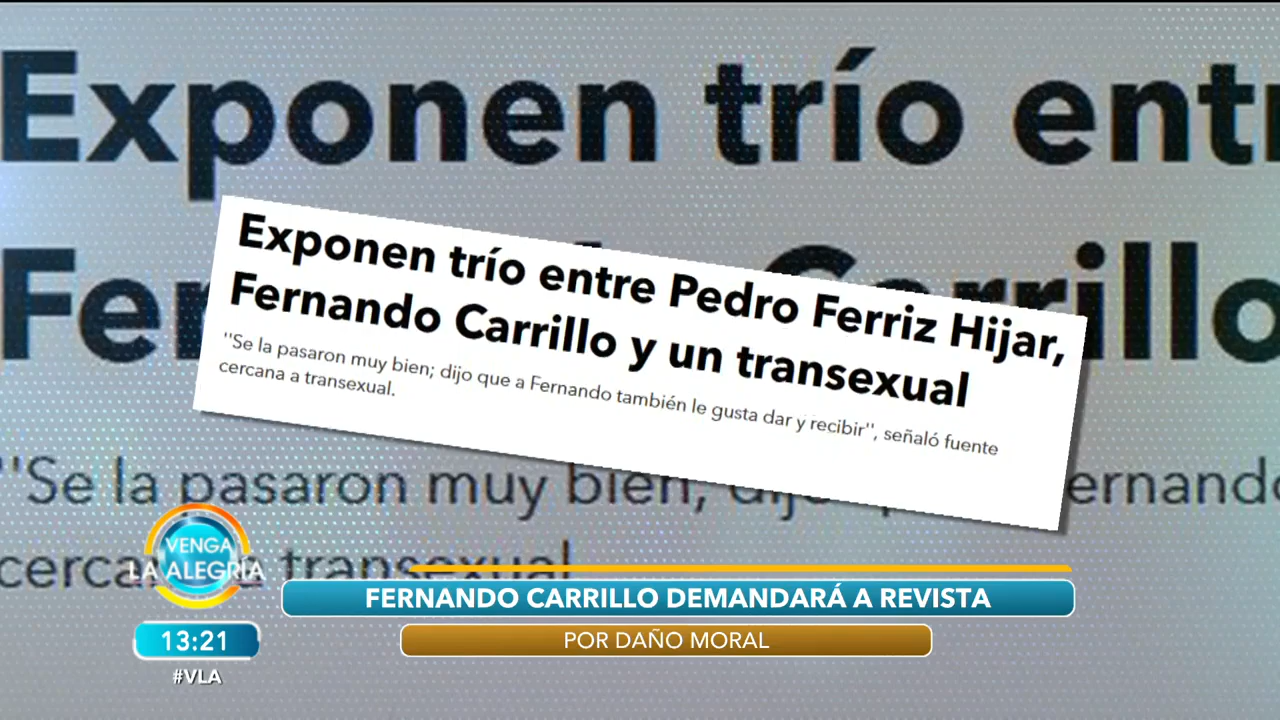 Exponen trío entr
Fer Carrillo
Exponen trío entre Pedro Ferriz Hijar,
Fernando Carrillo y un transexual
"Se la pasaron muy bien; dijo que a Fernando también le gusta dar y recibir", señaló fuente
cercana a transexual.
"Se la pasaron muy bien, dijo ernando
cercana a transexual
VENGA
LA ALEGRÍA
FERNANDO CARRILLO DEMANDARÁ A REVISTA
POR DAÑO MORAL
13:21
#VLA